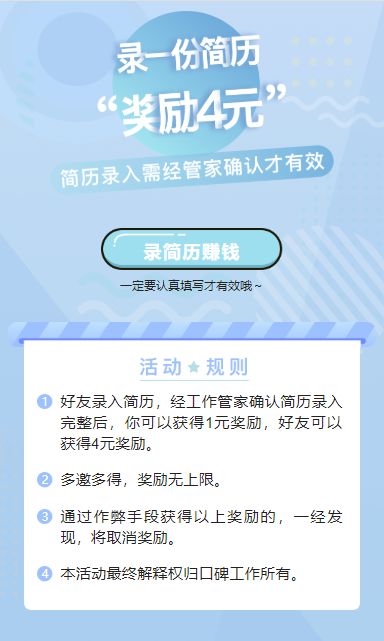 录一份简历
“奖励4元”
简历录入需经管家确认才有效
录简历赚钱
一定要认真填写才有效哦~
活动★规则
1 好友录入简历，经工作管家确认简历录入
完整后，你可以获得1元奖励，好友可以
获得4元奖励。
2 多邀多得，奖励无上限。
3 通过作弊手段获得以上奖励的，一经发
现，将取消奖励。
4 本活动最终解释权归口碑工作所有。